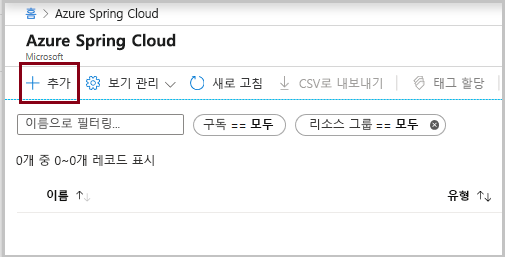 홈 > Azure Spring Cloud
Azure Spring Cloud
Microsoft
+ 추가 보기 관리 새로 고침 CSV로 내보내기 태그 할당
이름으로 필터링... 구독 == 모두 리소스 그룹 == 모두
0개 중 0~0개 레코드 표시
이름 ↑↓ 유형 ↑↓